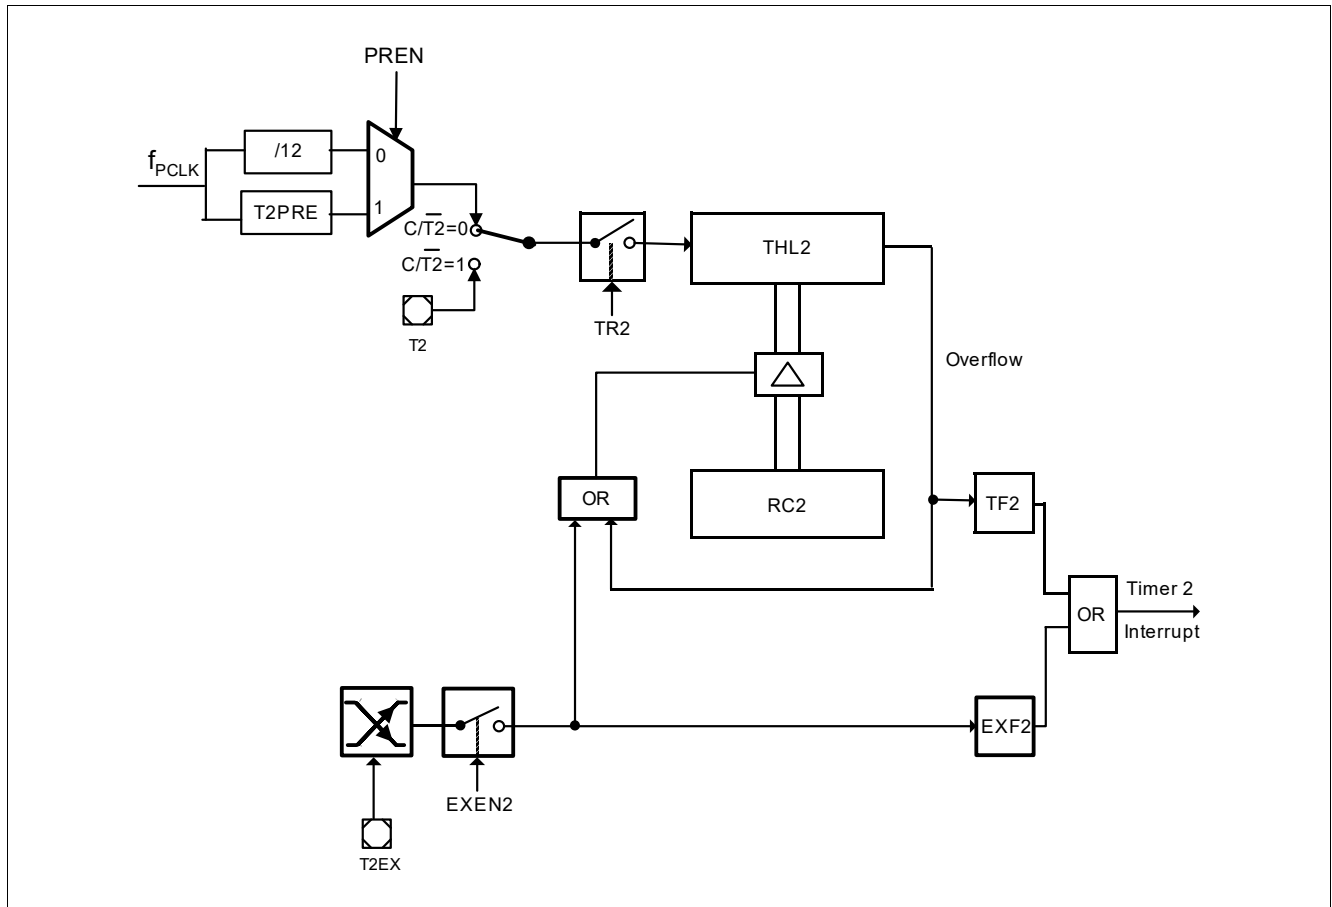 PREN
/12
0
fPCLK
T2PRE
1
C/T2=0
C/T2=1
THL2
T2
TR2
Overflow
OR
RC2
TF2
Timer 2
OR
Interrupt
EXF2
EXEN2
T2EX